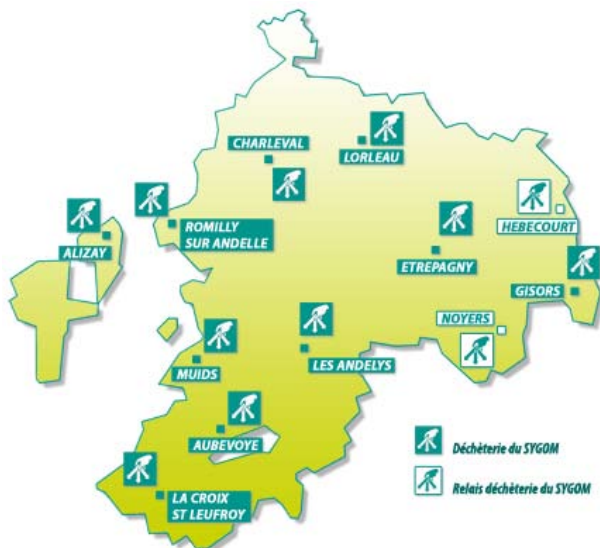 CHARLEVAL
LORLEAU
HEBECOURT
ROMILLY
SUR ANDELLE
ALIZAY
ETREPAGNY
GISORS
NOYERS
MUIDS
LES ANDELYS
AUBEVOYE
LA CROIX
ST LEUFROY
Déchèterie du SYGOM
Relais déchèterie du SYGOM